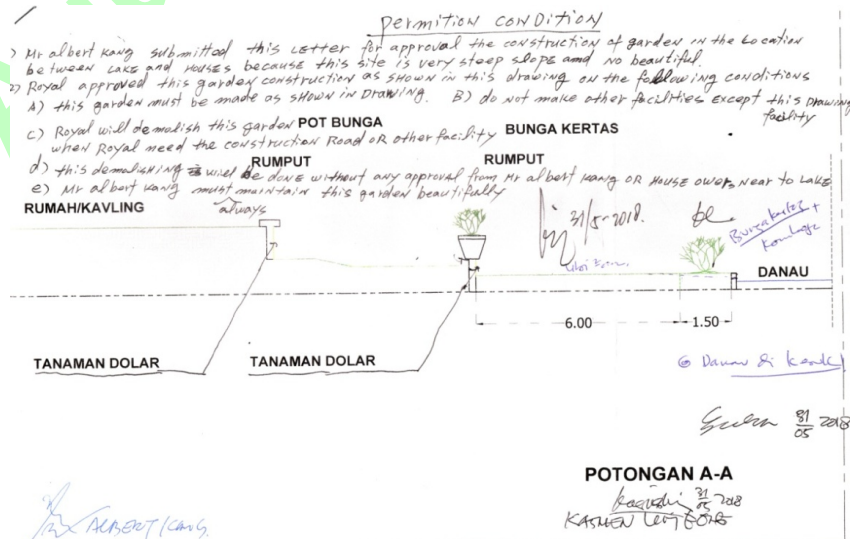 permition condition
1) Mr albert kang submitted this LETTER for approval the construction of garden in the Location
between LAKE and Houses because this site is very steep slope amd no beautiful.
2) Royal approved this garden construction as shown in this drawing on the following conditions
A) this garden must be made as shown in Drawing. B) do not make other facilities Except this Drawing
facility
C) Royal will demolish this garden POT BUNGA
when Royal need the construction Road OR other facility BUNGA KERTAS
d) this demolishing will be done without any approval from Mr albert kang OR House owers near to LAKE
RUMPUT RUMPUT
e) Mr albert kang must maintain this garden beautifully
always
RUMAH/KAVLING
31/5-2018.
Bunga kertas +
DANAU
6.00 1.50
TANAMAN DOLAR TANAMAN DOLAR
Danau di
31/05 2018
POTONGAN A-A
31/05 2018
KASMEN
ALBERT KANG.